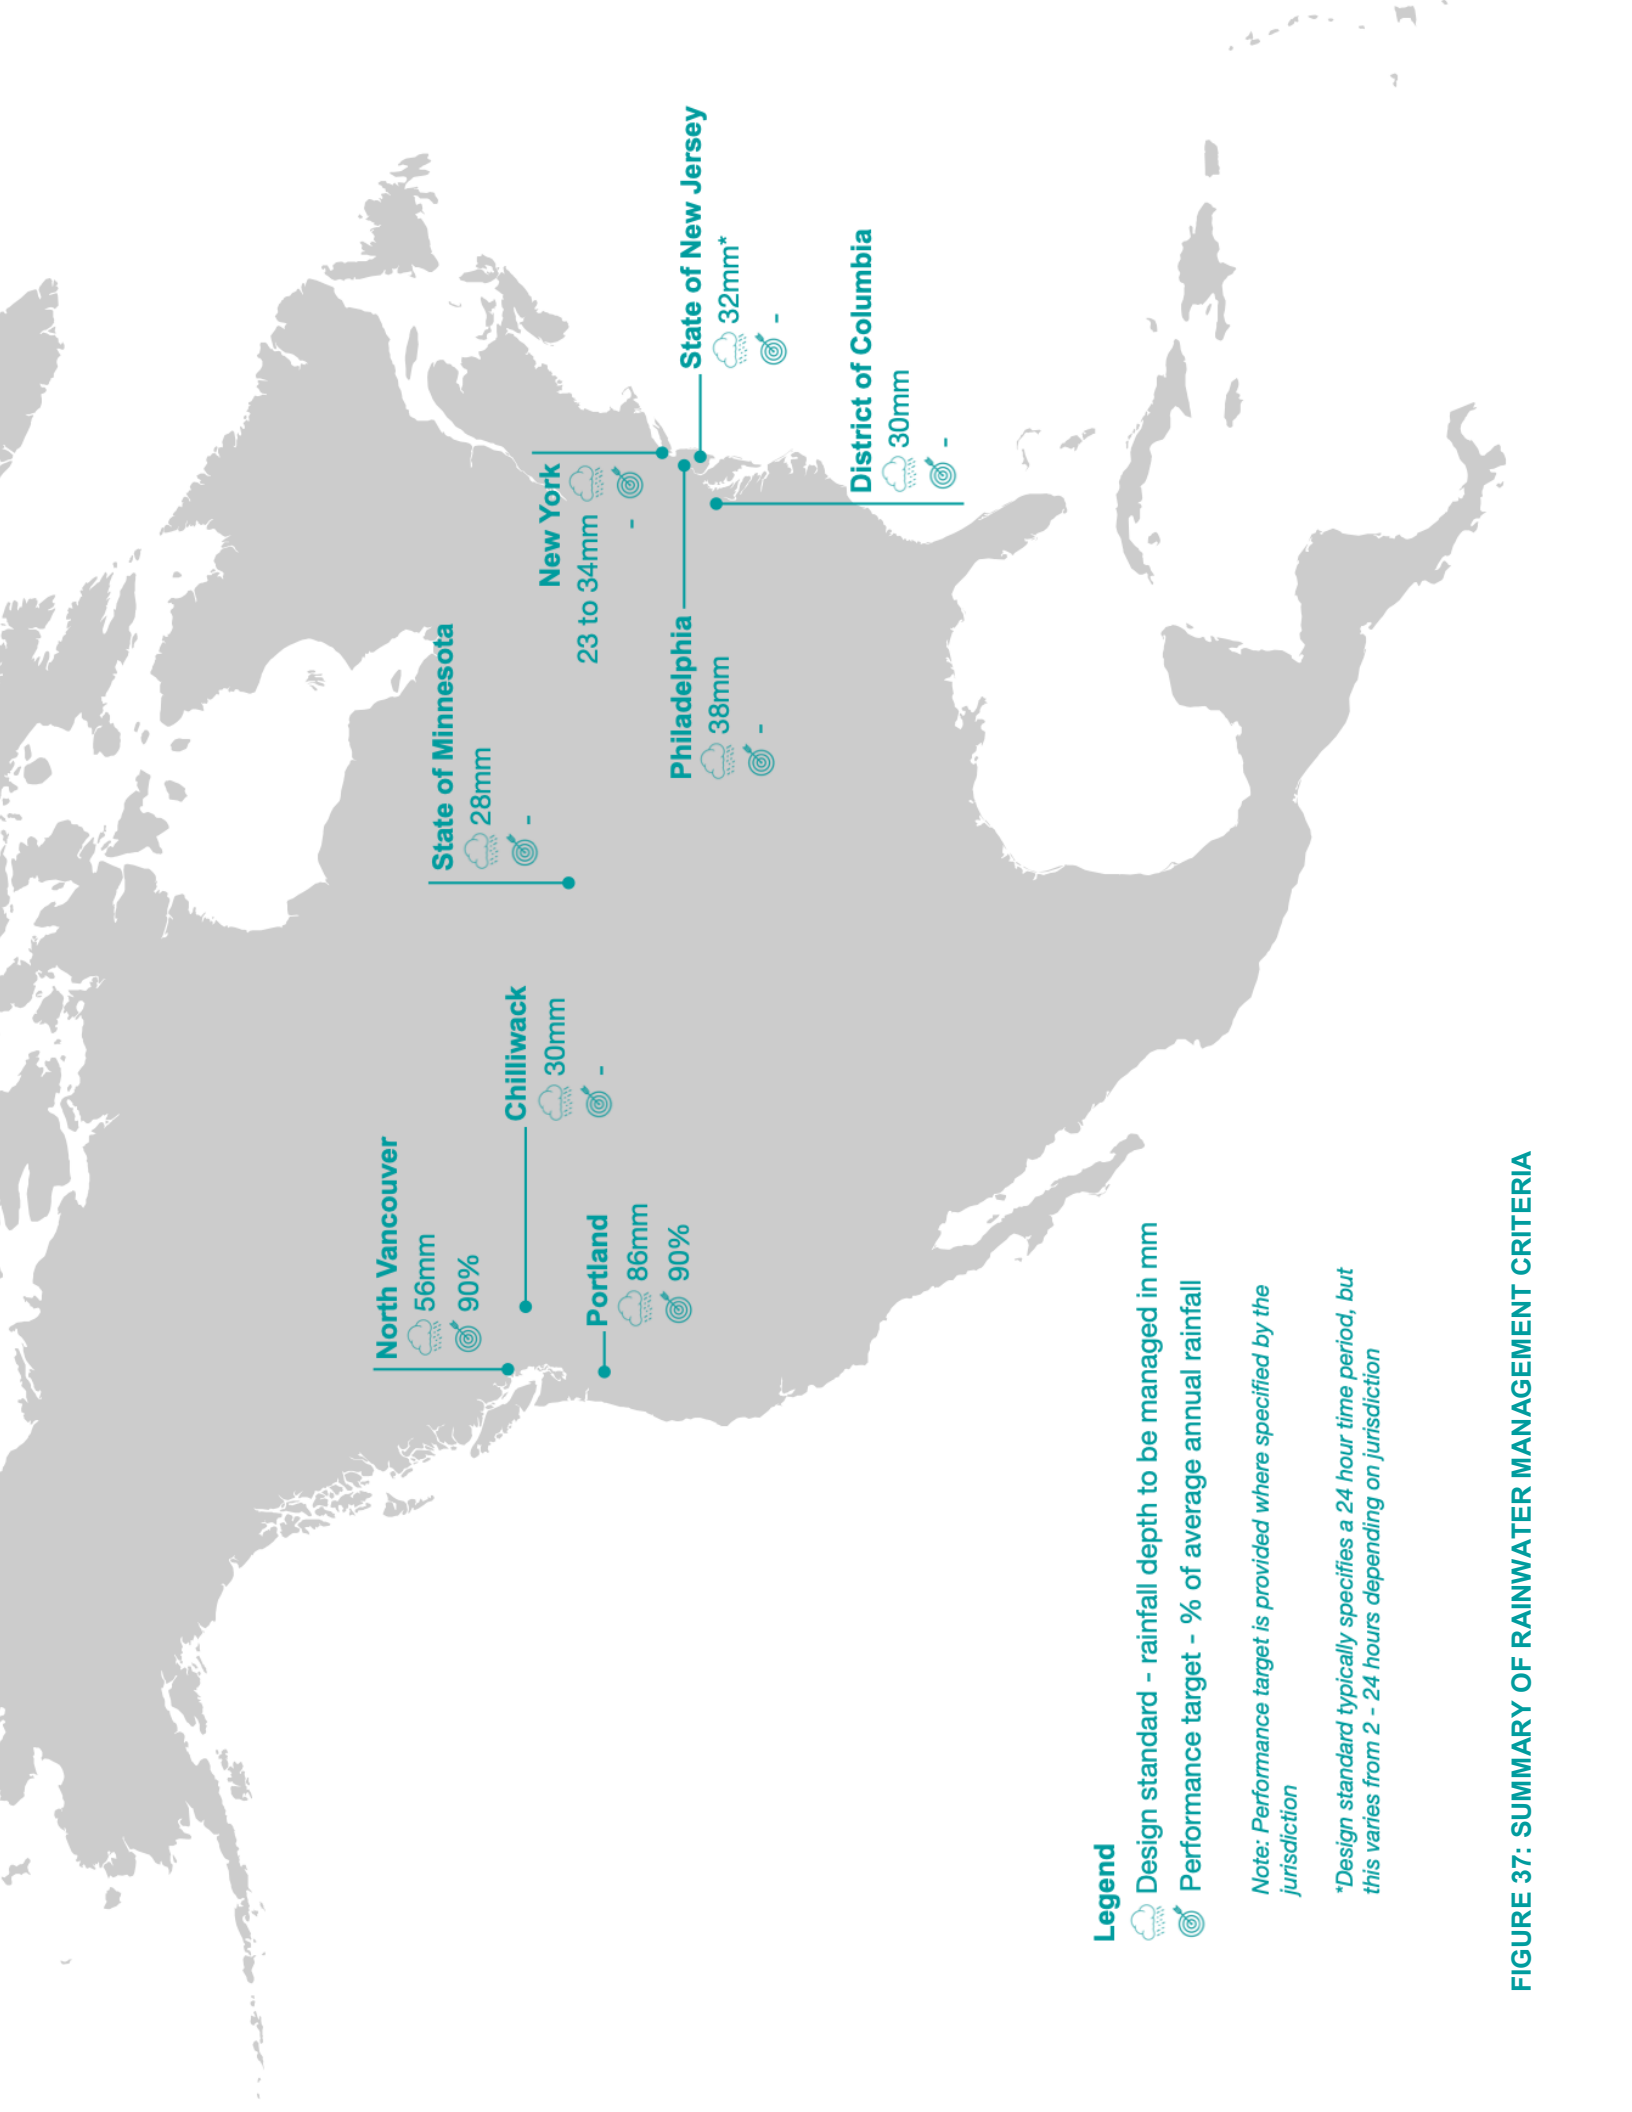 North Vancouver
56mm
90%
Chilliwack
30mm
-
Portland
86mm
90%
State of Minnesota
28mm
-
New York
23 to 34mm
-
Philadelphia
38mm
-
State of New Jersey
32mm*
-
District of Columbia
30mm
-
Legend
Design standard - rainfall depth to be managed in mm
Performance target - % of average annual rainfall
Note: Performance target is provided where specified by the
jurisdiction
*Design standard typically specifies a 24 hour time period, but
this varies from 2 - 24 hours depending on jurisdiction
FIGURE 37: SUMMARY OF RAINWATER MANAGEMENT CRITERIA